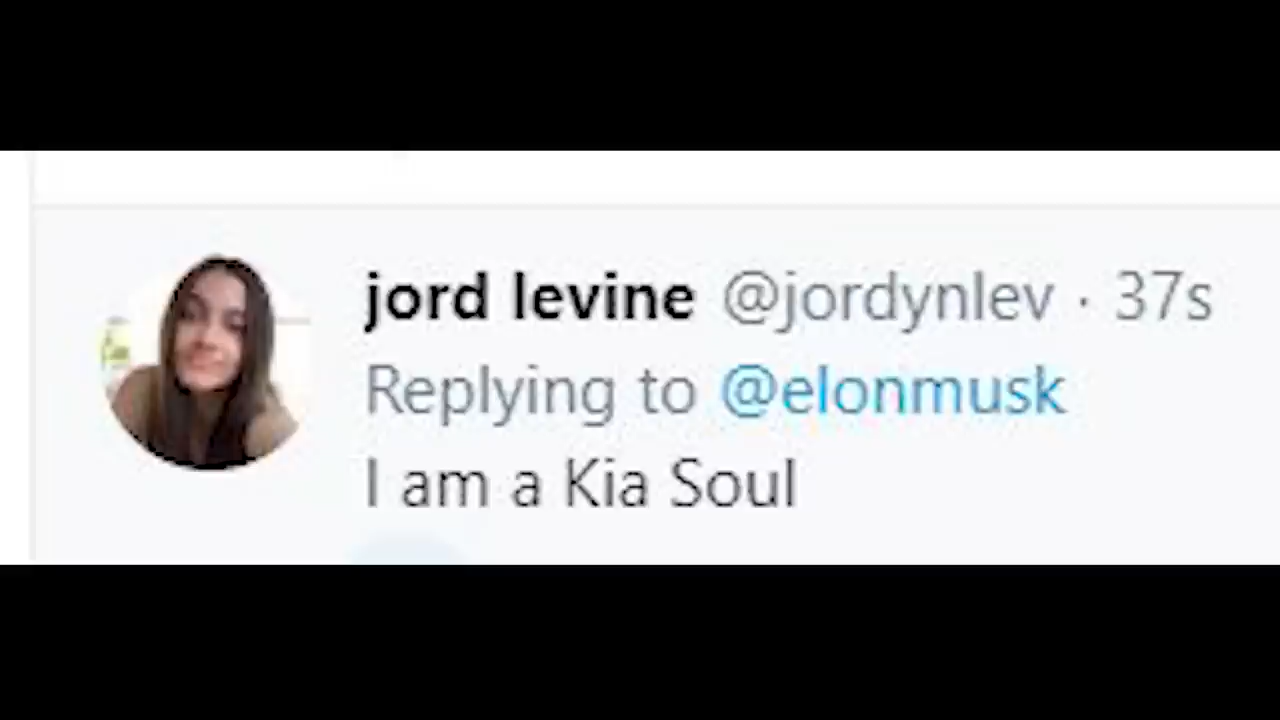 jord levine @jordynlev · 37s
Replying to @elonmusk
I am a Kia Soul